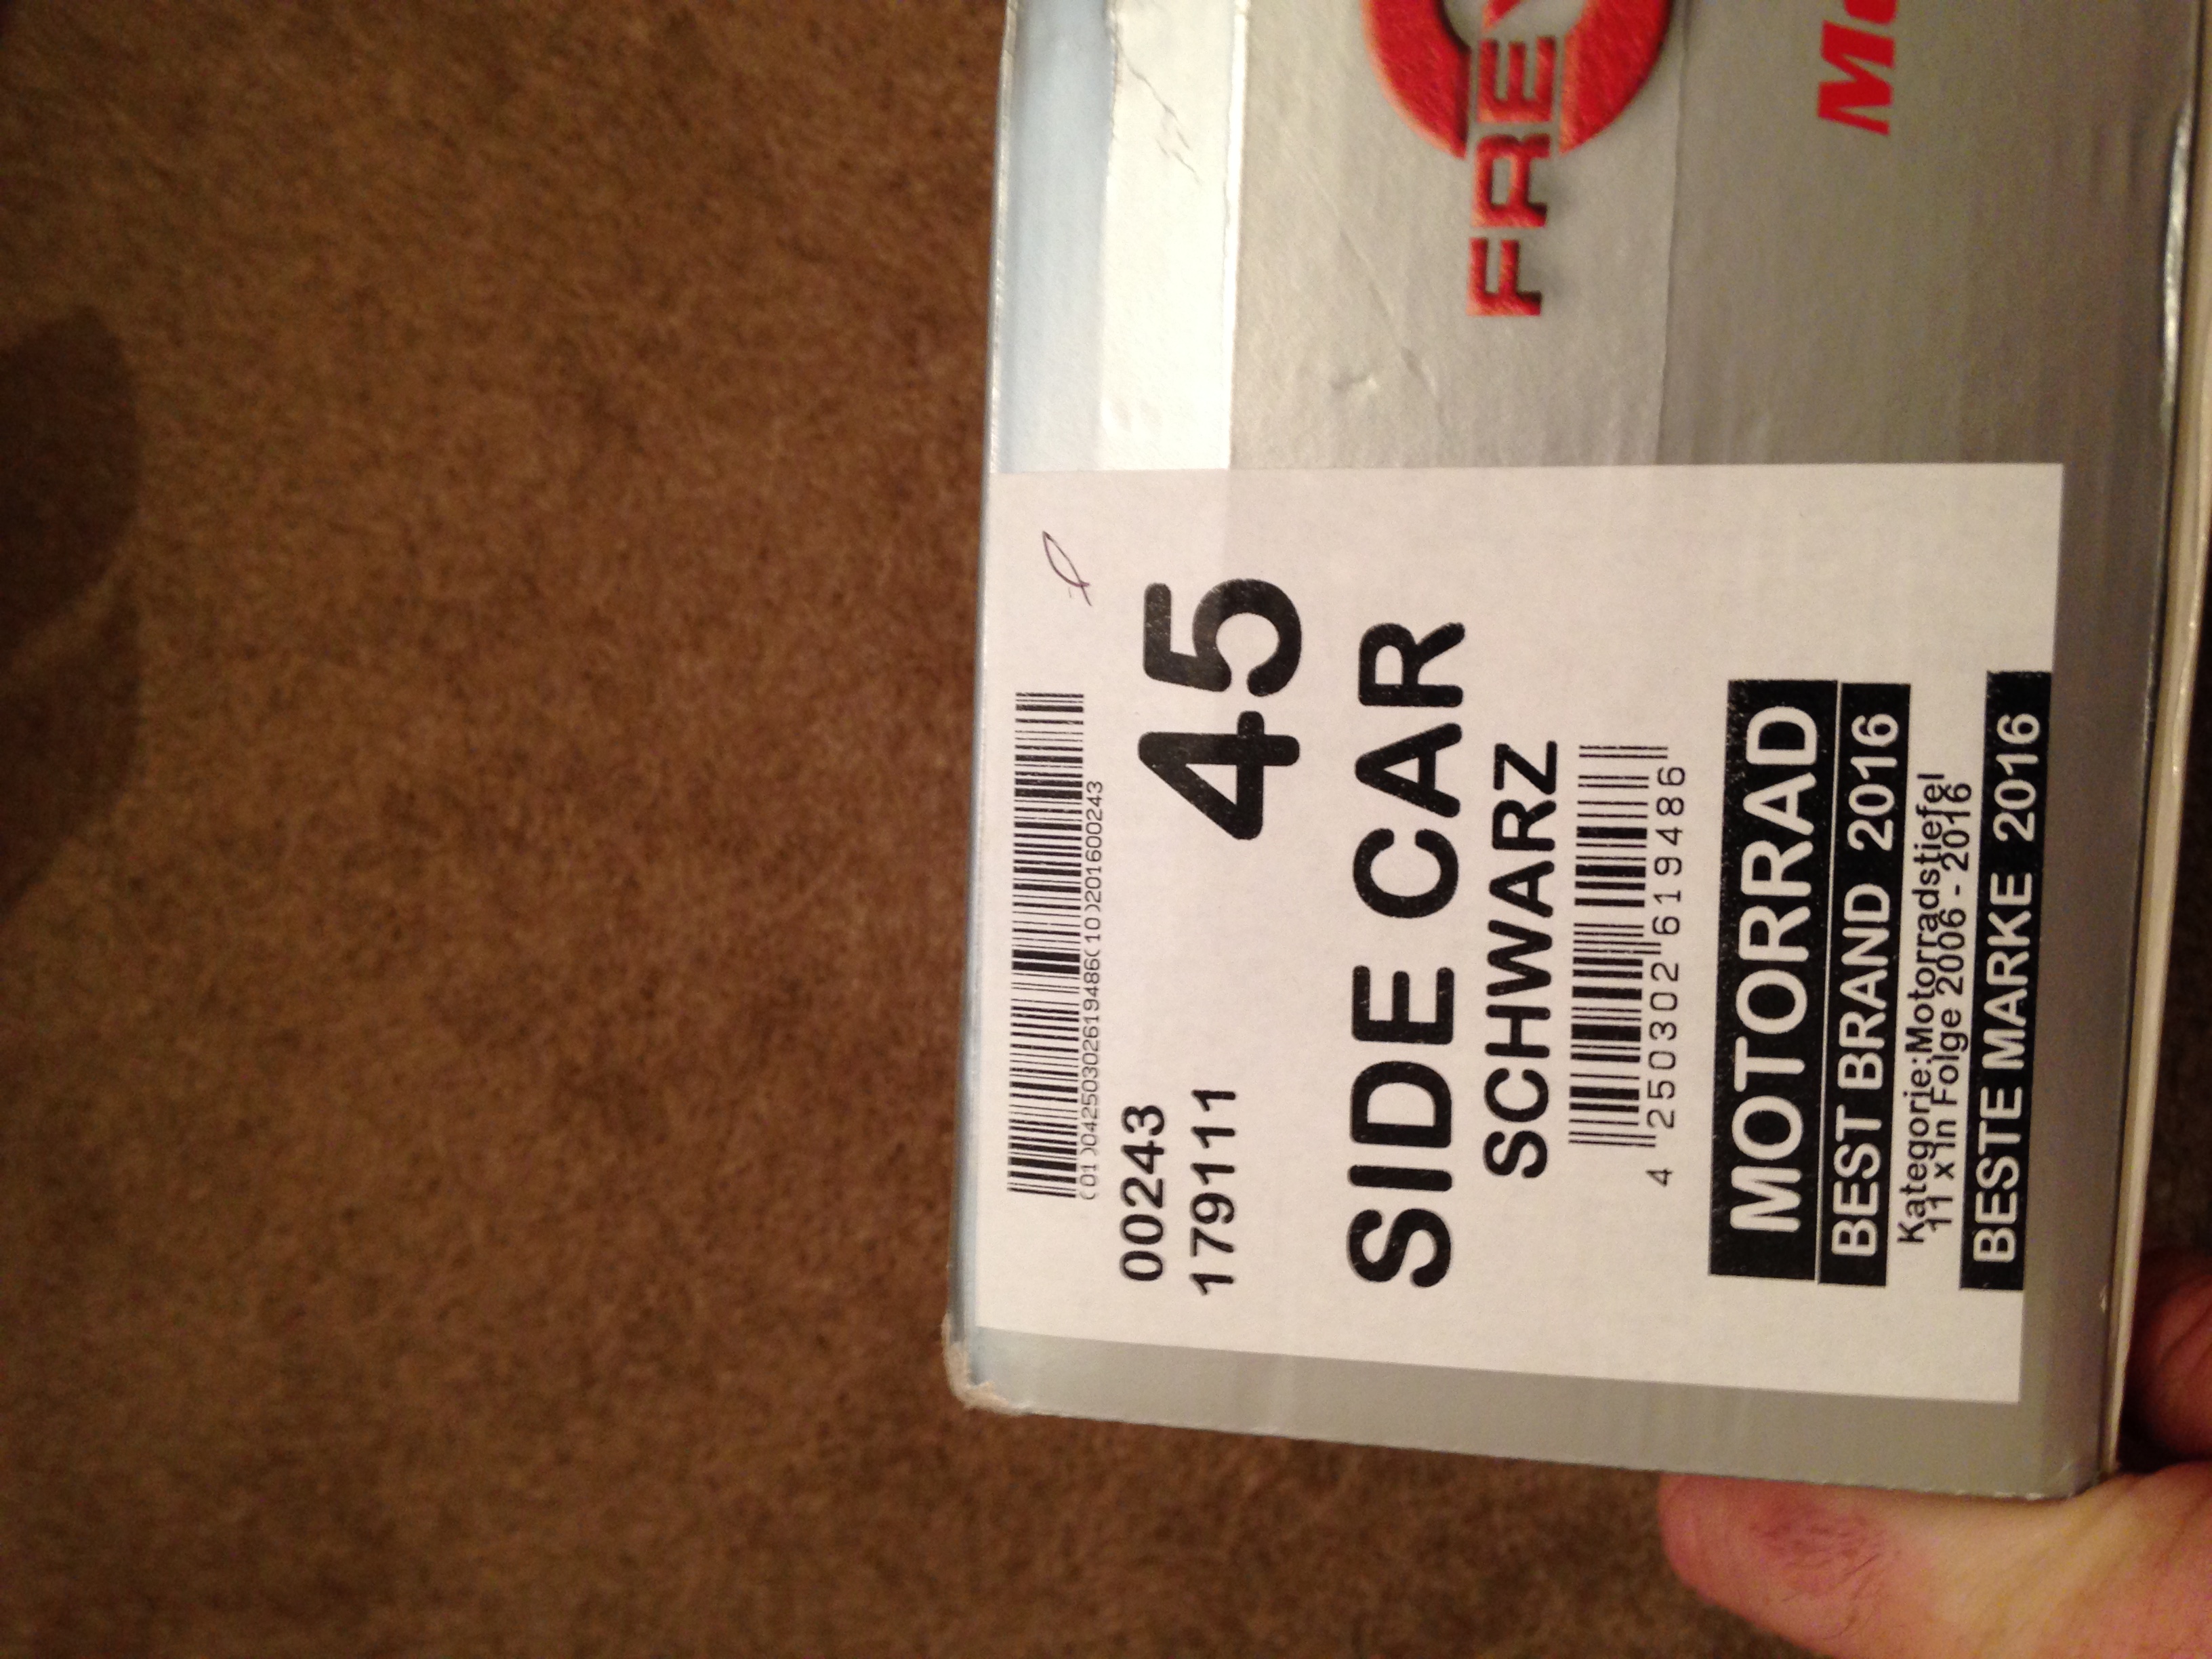 (01)04250302619486(10)201600243
00243
179111
45
SIDE CAR
SCHWARZ
4 250302 619486
MOTORRAD
BEST BRAND 2016
Kategorie:Motorradstiefel
11 x in Folge 2006 - 2016
BESTE MARKE 2016